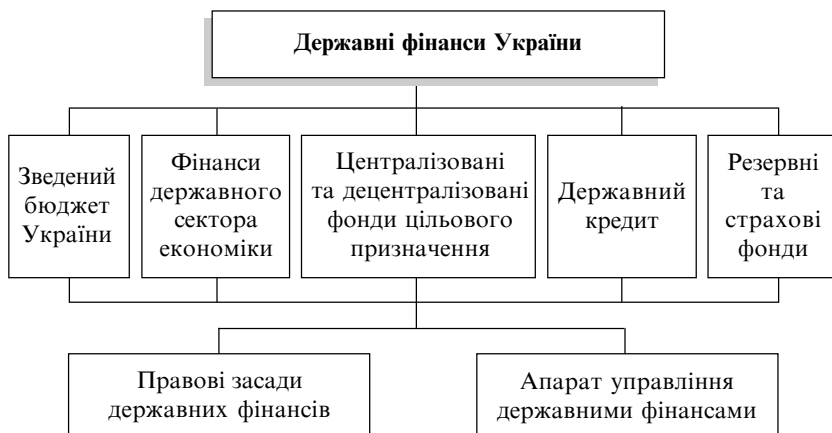 Державні фінанси України
Зведений
бюджет
України
Фінанси
державного
сектора
економіки
Централізовані
та децентралізовані
фонди цільового
призначення
Державний
кредит
Резервні
та
страхові
фонди
Правові засади
державних фінансів
Апарат управління
державними фінансами